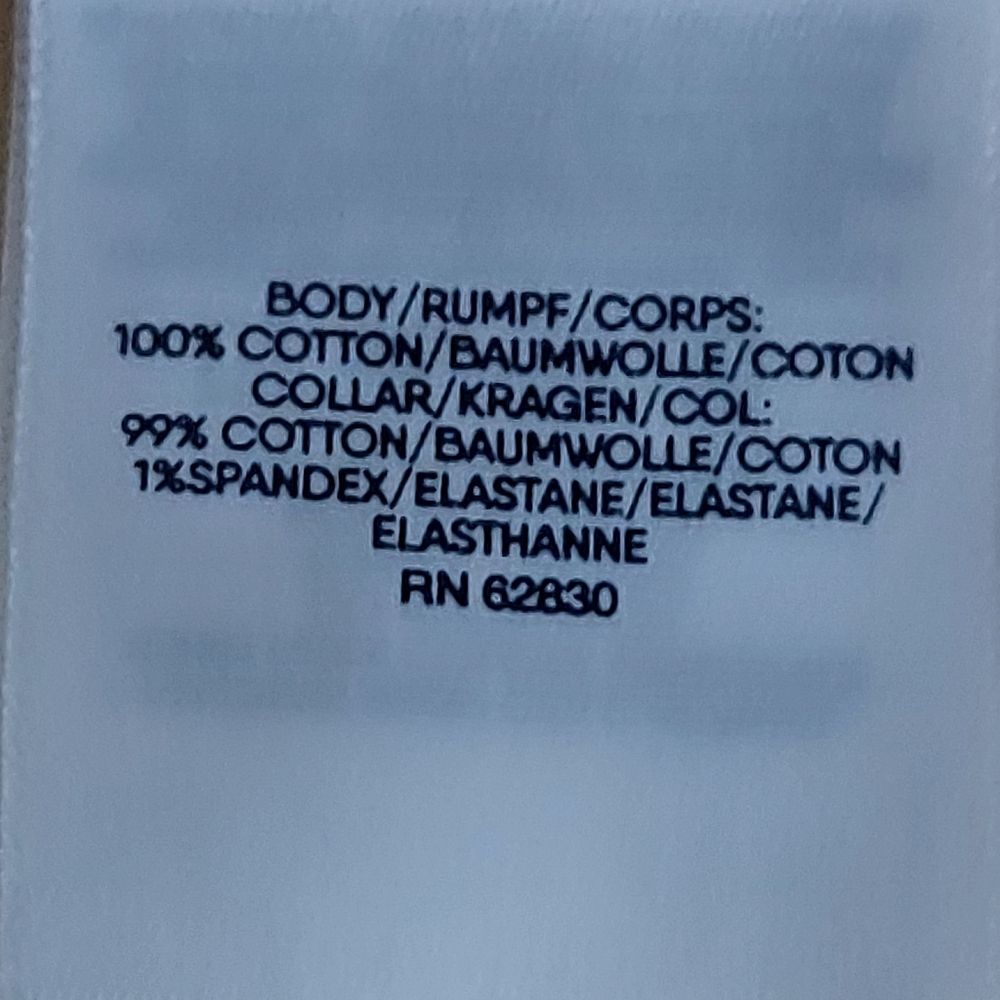 BODY/RUMPF/CORPS:
100% COTTON/BAUMWOLLE/COTON
COLLAR/KRAGEN/COL:
99% COTTON/BAUMWOLLE/COTON
1%SPANDEX/ELASTANE/ELASTANE/
ELASTHANNE
RN 62830